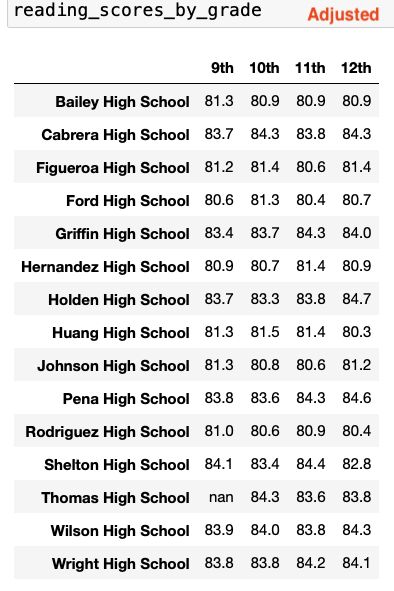 reading_scores_by_grade Adjusted
9th 10th 11th 12th
Bailey High School 81.3 80.9 80.9 80.9
Cabrera High School 83.7 84.3 83.8 84.3
Figueroa High School 81.2 81.4 80.6 81.4
Ford High School 80.6 81.3 80.4 80.7
Griffin High School 83.4 83.7 84.3 84.0
Hernandez High School 80.9 80.7 81.4 80.9
Holden High School 83.7 83.3 83.8 84.7
Huang High School 81.3 81.5 81.4 80.3
Johnson High School 81.3 80.8 80.6 81.2
Pena High School 83.8 83.6 84.3 84.6
Rodriguez High School 81.0 80.6 80.9 80.4
Shelton High School 84.1 83.4 84.4 82.8
Thomas High School nan 84.3 83.6 83.8
Wilson High School 83.9 84.0 83.8 84.3
Wright High School 83.8 83.8 84.2 84.1